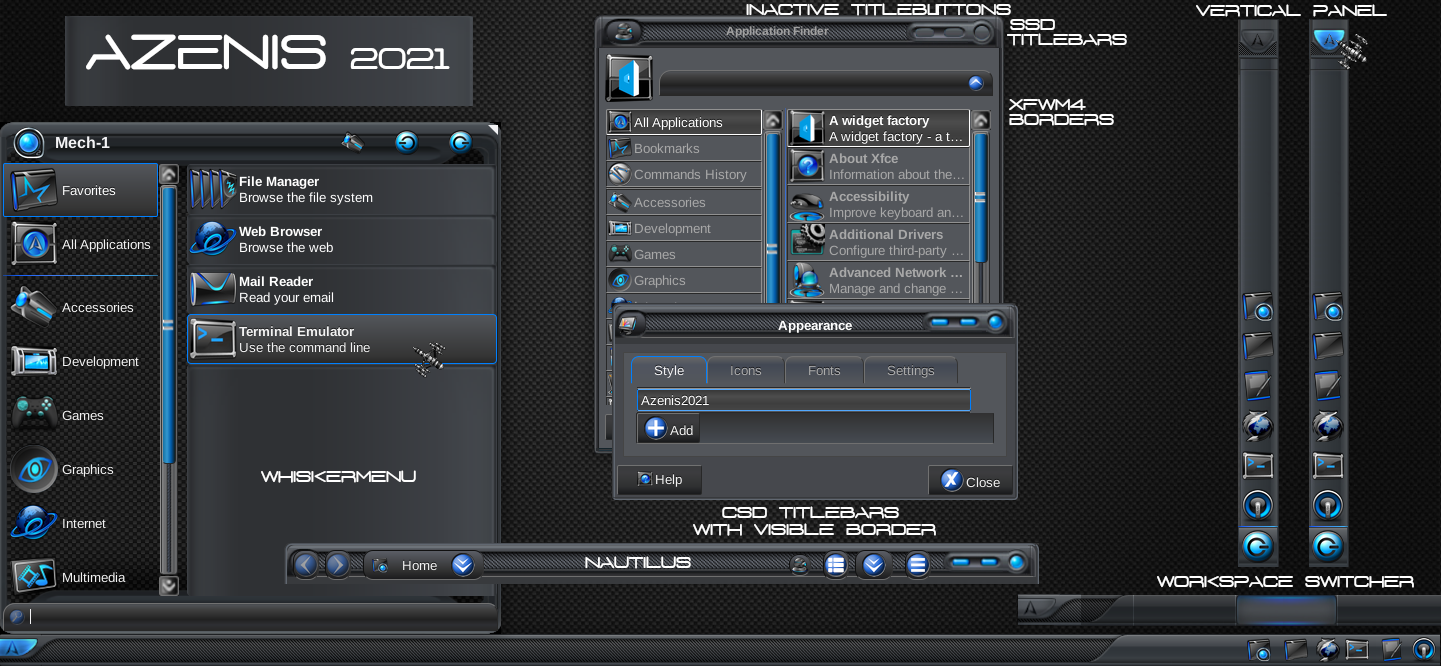 INACTIVE TITLEBUTTONS
VERTICAL PANEL
AZENIS 2021
SSD
TITLEBARS
Application Finder
XFWM4
BORDERS
All Applications
Bookmarks
Commands History
Accessories
Development
Games
Graphics
A widget factory
A widget factory - a t…
About Xfce
Information about the…
Accessibility
Improve keyboard an…
Additional Drivers
Configure third-party …
Advanced Network …
Manage and change …
Mech-1
Favorites
All Applications
Accessories
Development
Games
Graphics
Internet
Multimedia
File Manager
Browse the file system
Web Browser
Browse the web
Mail Reader
Read your email
Terminal Emulator
Use the command line
WHISKERMENU
Appearance
Style Icons Fonts Settings
Azenis2021
Add
Help Close
CSD TITLEBARS
WITH VISIBLE BORDER
Home
NAUTILUS
WORKSPACE SWITCHER